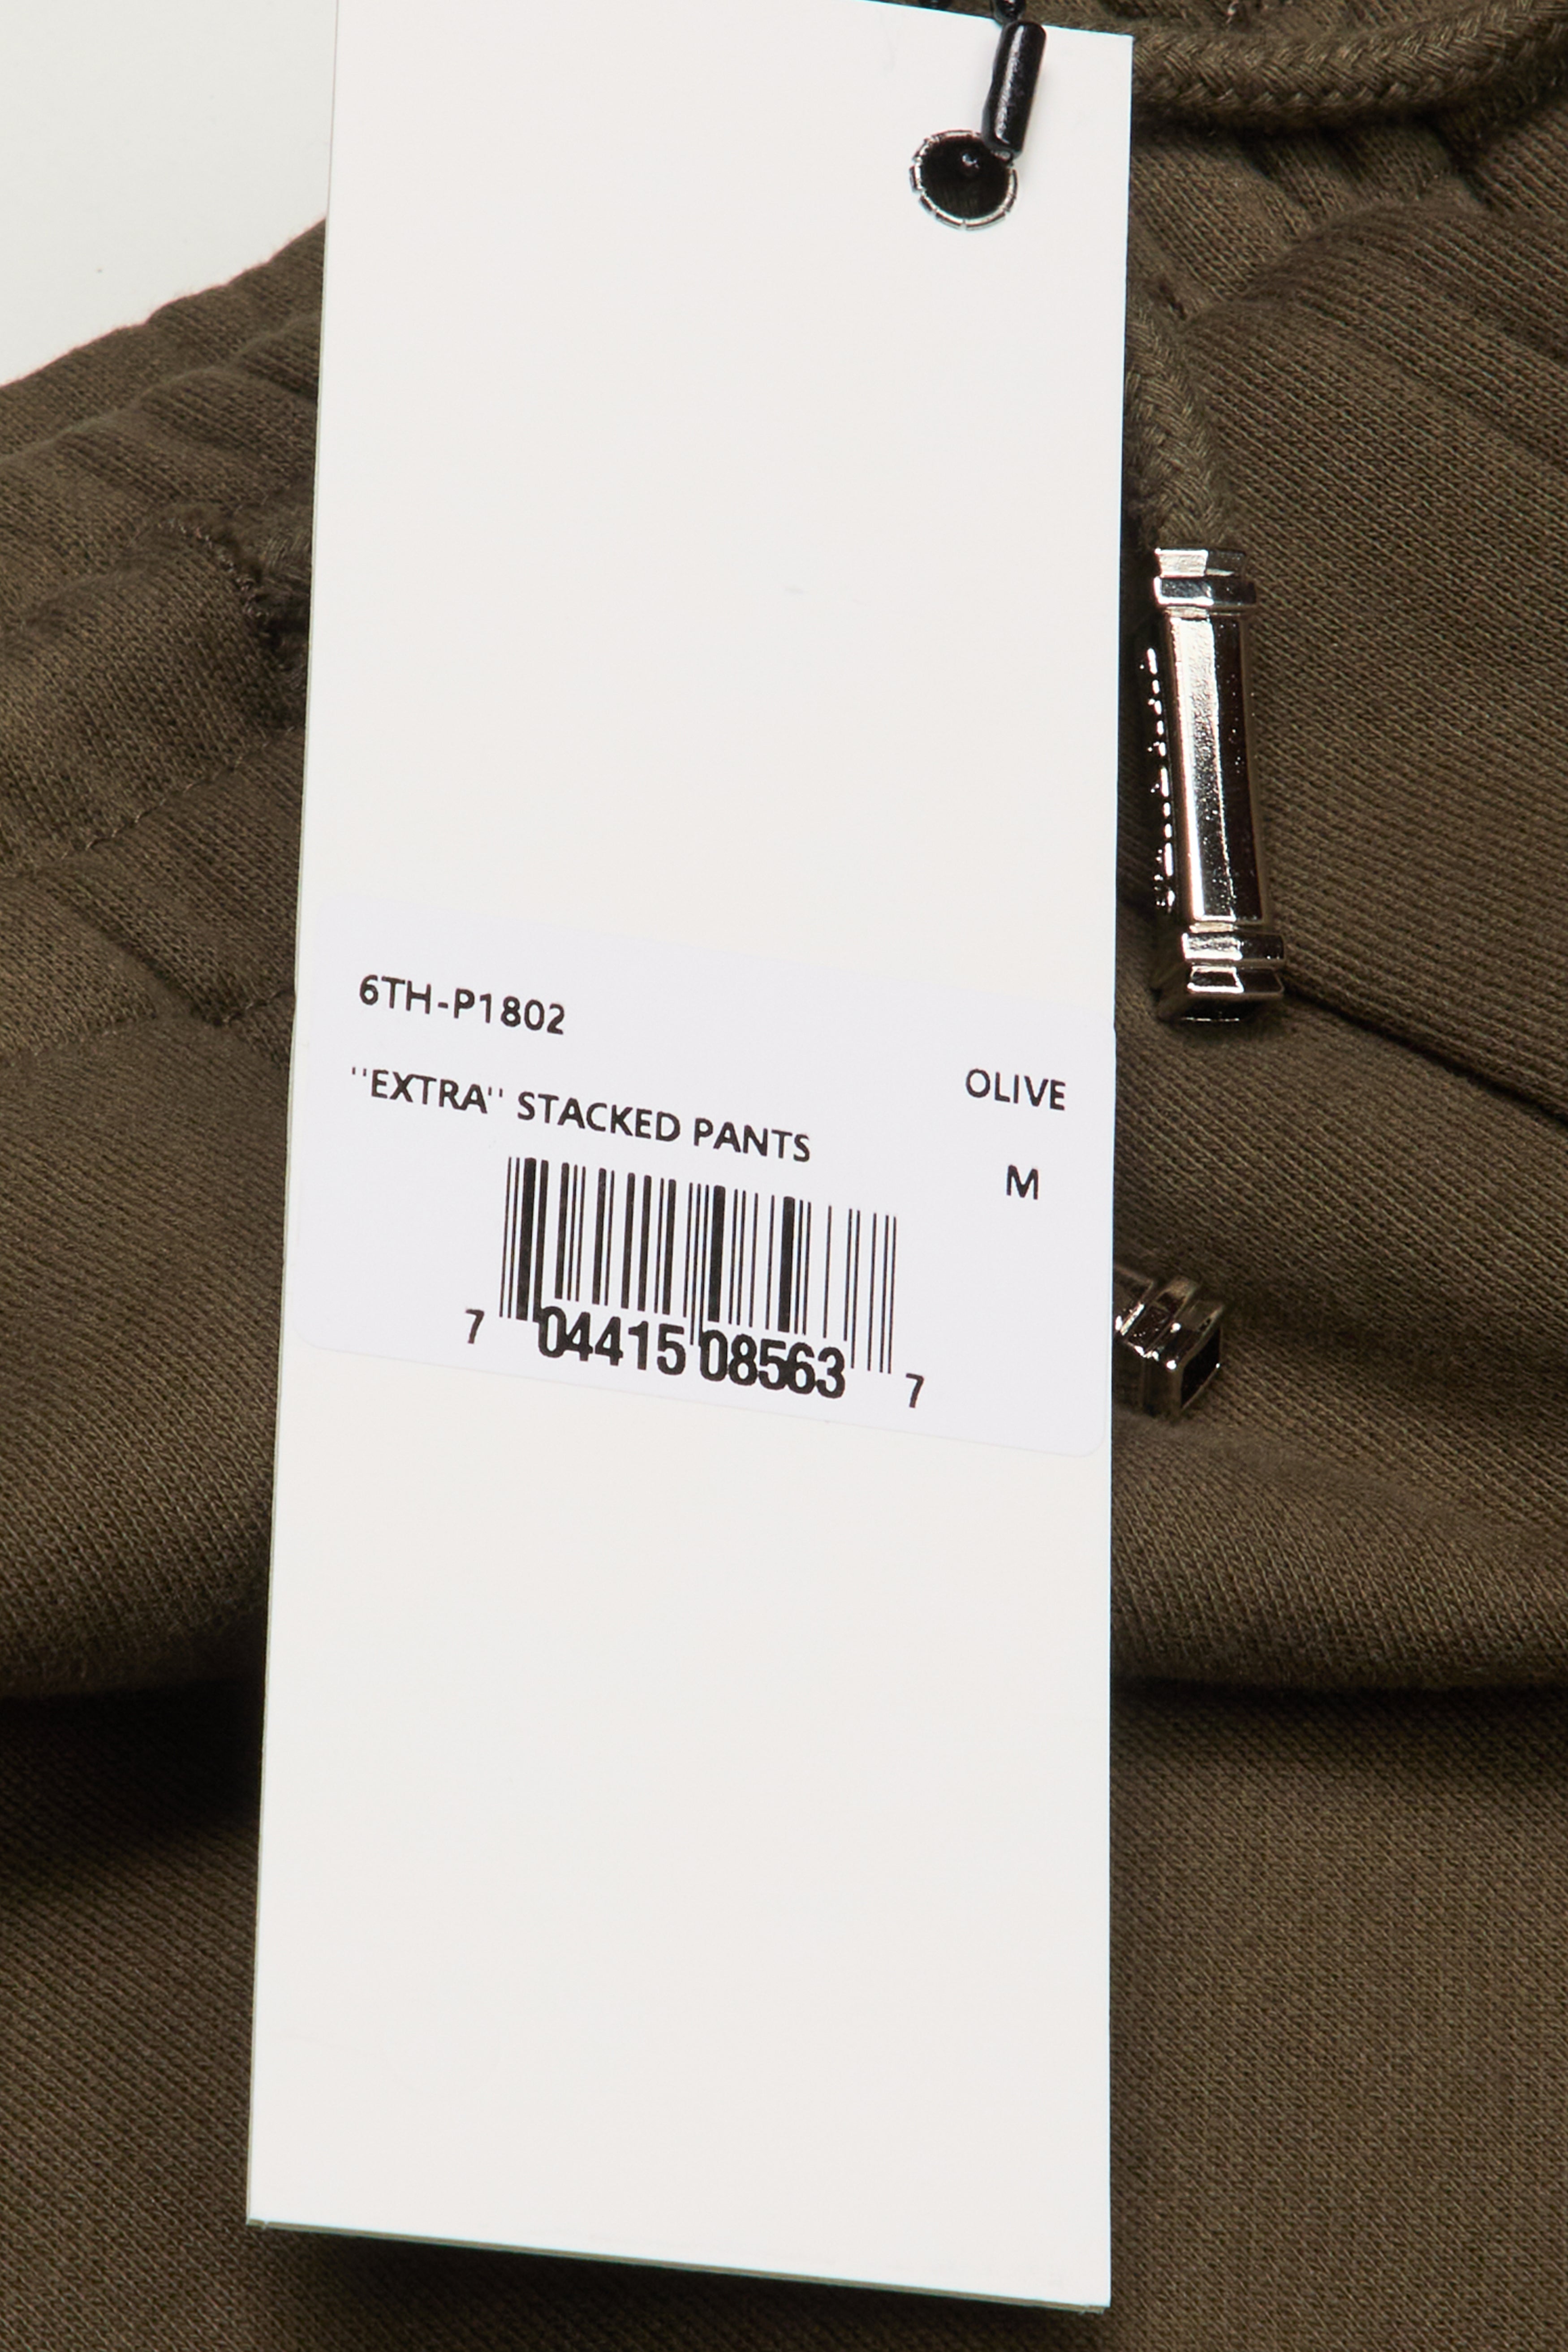 6TH-P1802
OLIVE
"EXTRA" STACKED PANTS
M
7 04415 08563 7